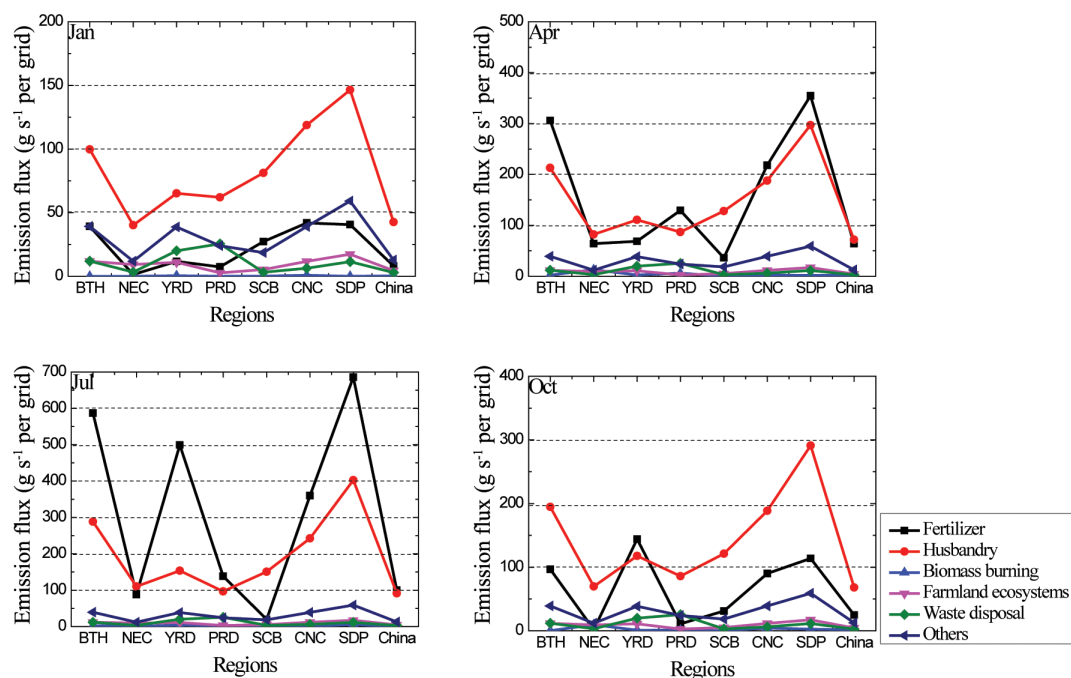 Jan
Emission flux (g s⁻¹ per grid)
200
150
100
50
0
BTH NEC YRD PRD SCB CNC SDP China
Regions
Apr
Emission flux (g s⁻¹ per grid)
500
400
300
200
100
0
BTH NEC YRD PRD SCB CNC SDP China
Regions
Jul
Emission flux (g s⁻¹ per grid)
700
600
500
400
300
200
100
0
BTH NEC YRD PRD SCB CNC SDP China
Regions
Oct
Emission flux (g s⁻¹ per grid)
400
300
200
100
0
BTH NEC YRD PRD SCB CNC SDP China
Regions
Fertilizer
Husbandry
Biomass burning
Farmland ecosystems
Waste disposal
Others